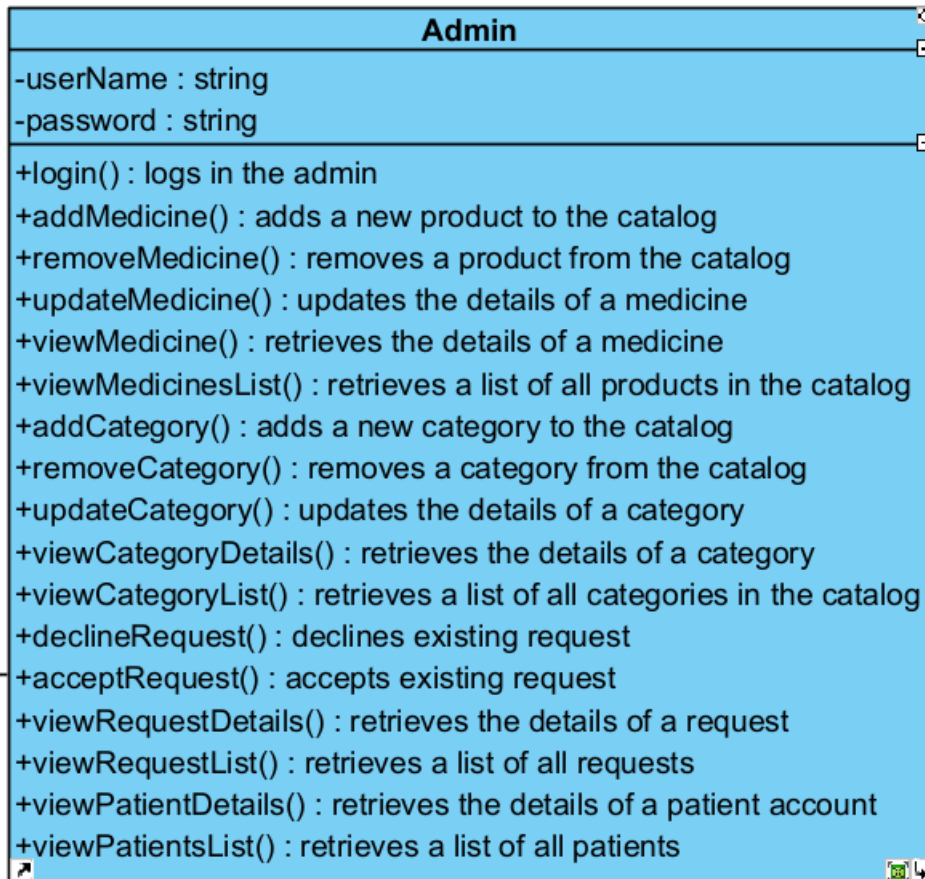 Admin
-userName : string
-password : string
+login() : logs in the admin
+addMedicine() : adds a new product to the catalog
+removeMedicine() : removes a product from the catalog
+updateMedicine() : updates the details of a medicine
+viewMedicine() : retrieves the details of a medicine
+viewMedicinesList() : retrieves a list of all products in the catalog
+addCategory() : adds a new category to the catalog
+removeCategory() : removes a category from the catalog
+updateCategory() : updates the details of a category
+viewCategoryDetails() : retrieves the details of a category
+viewCategoryList() : retrieves a list of all categories in the catalog
+declineRequest() : declines existing request
+acceptRequest() : accepts existing request
+viewRequestDetails() : retrieves the details of a request
+viewRequestList() : retrieves a list of all requests
+viewPatientDetails() : retrieves the details of a patient account
+viewPatientsList() : retrieves a list of all patients